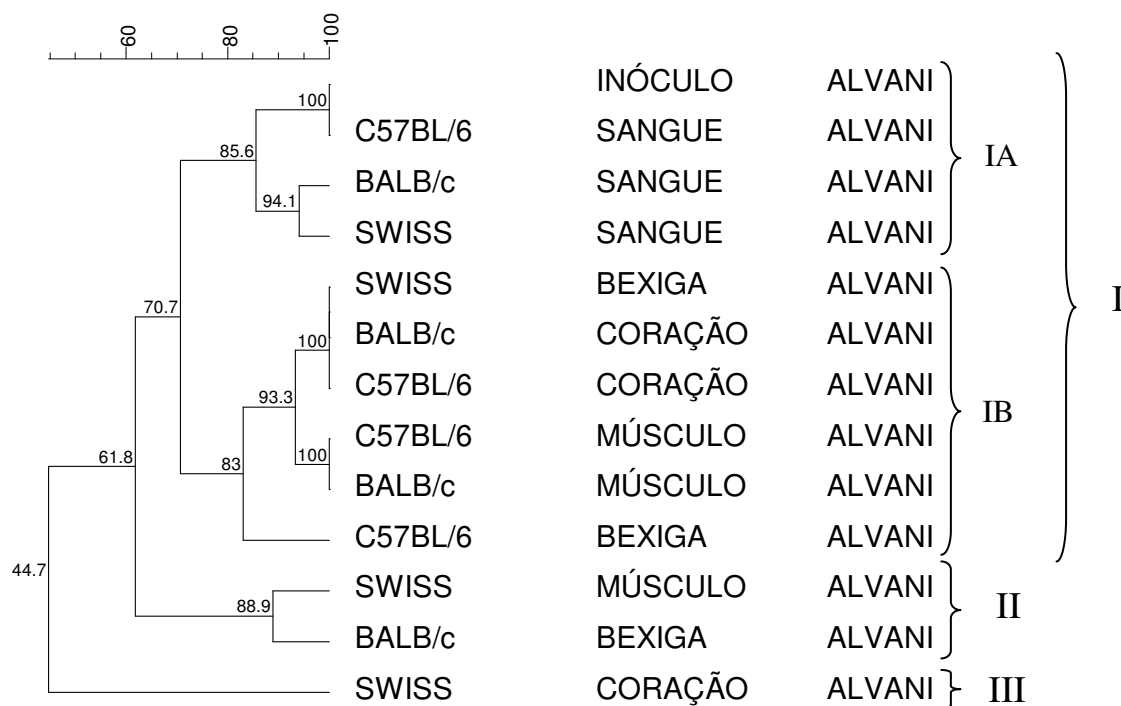 60 80 100
INÓCULO ALVANI
100
C57BL/6 SANGUE ALVANI
85.6 IA
BALB/c SANGUE ALVANI
94.1
SWISS SANGUE ALVANI
SWISS BEXIGA ALVANI
70.7 I
BALB/c CORAÇÃO ALVANI
100
C57BL/6 CORAÇÃO ALVANI
93.3 IB
C57BL/6 MÚSCULO ALVANI
61.8 83 100
BALB/c MÚSCULO ALVANI
C57BL/6 BEXIGA ALVANI
44.7
SWISS MÚSCULO ALVANI
88.9 II
BALB/c BEXIGA ALVANI
SWISS CORAÇÃO ALVANI III